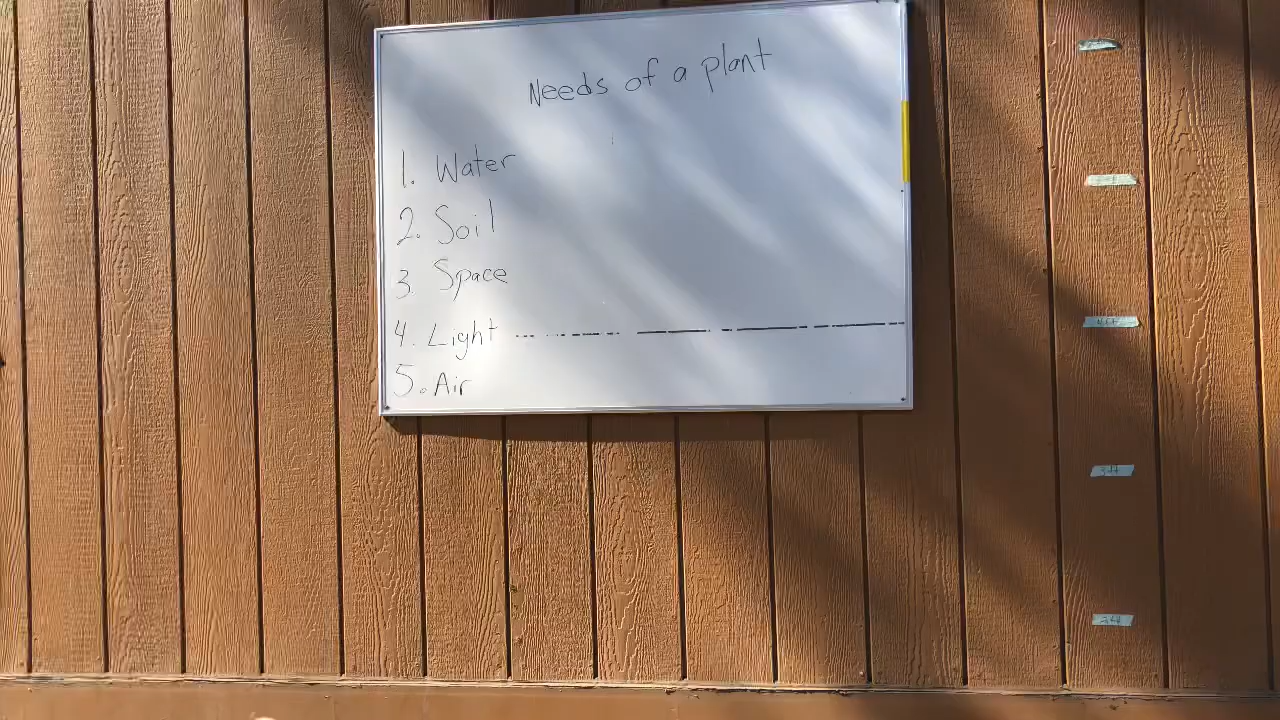 Needs of a plant
1. Water
2. Soil
3. Space
4. Light
5. Air